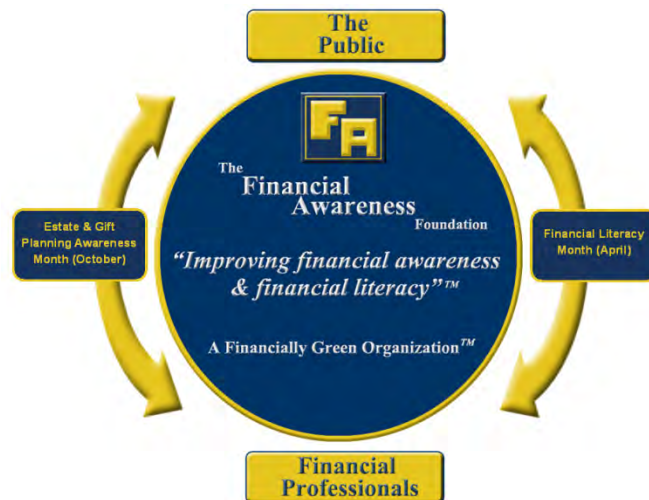 The
Public
FA
The
Financial
Awareness
Foundation
Estate & Gift
Planning Awareness
Month (October)
Financial Literacy
Month (April)
"Improving financial awareness
& financial literacy"™
A Financially Green Organization™
Financial
Professionals